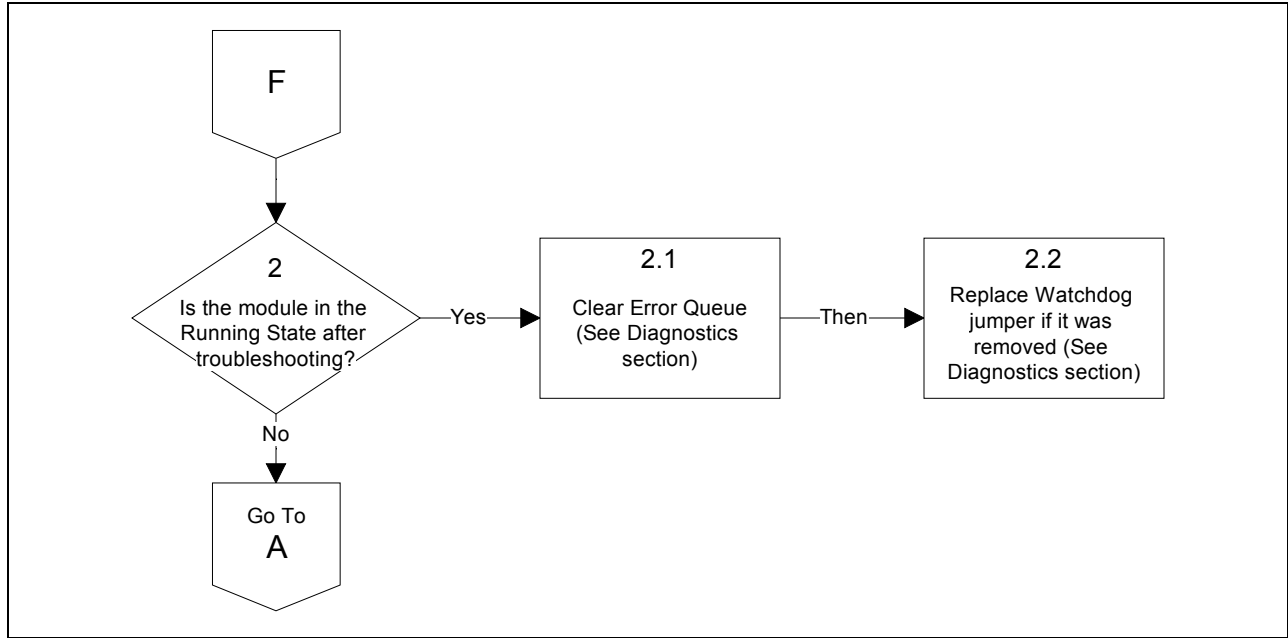 F
2
Is the module in the
Running State after
troubleshooting?
Yes
2.1
Clear Error Queue
(See Diagnostics
section)
Then
2.2
Replace Watchdog
jumper if it was
removed (See
Diagnostics section)
No
Go To
A